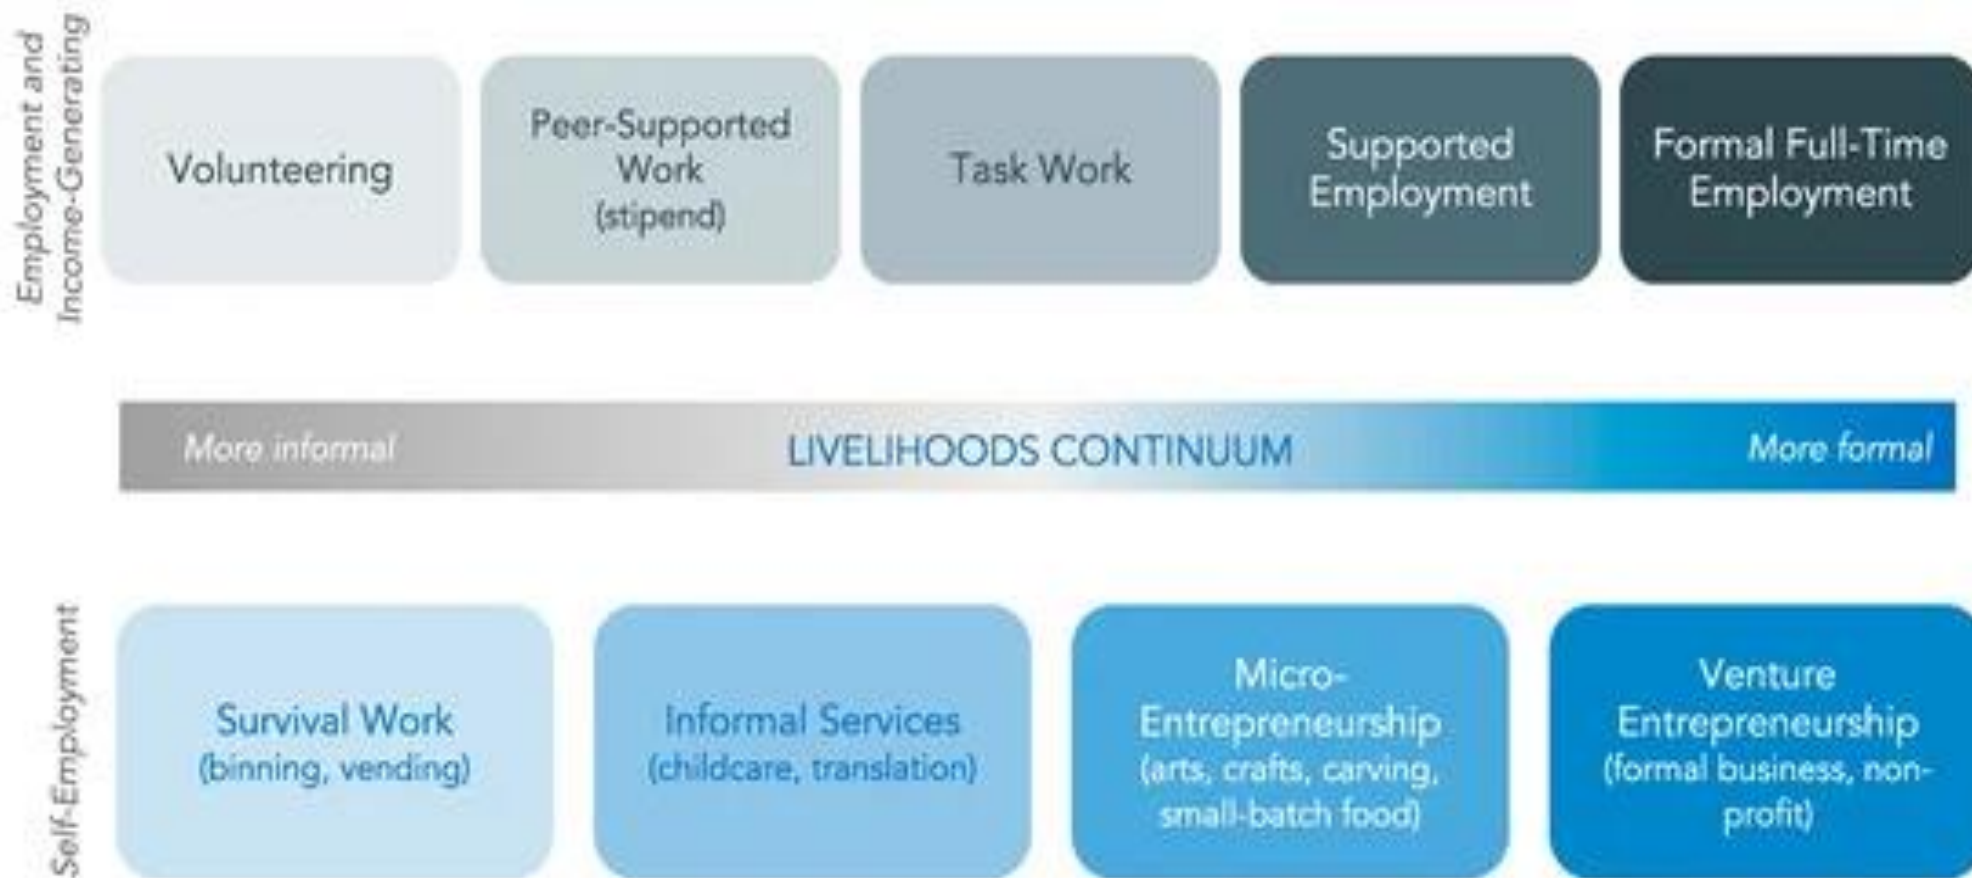 Employment and
Income-Generating
Volunteering
Peer-Supported
Work
(stipend)
Task Work
Supported
Employment
Formal Full-Time
Employment
More informal
LIVELIHOODS CONTINUUM
More formal
Self-Employment
Survival Work
(binning, vending)
Informal Services
(childcare, translation)
Micro-
Entrepreneurship
(arts, crafts, carving,
small-batch food)
Venture
Entrepreneurship
(formal business, non-
profit)